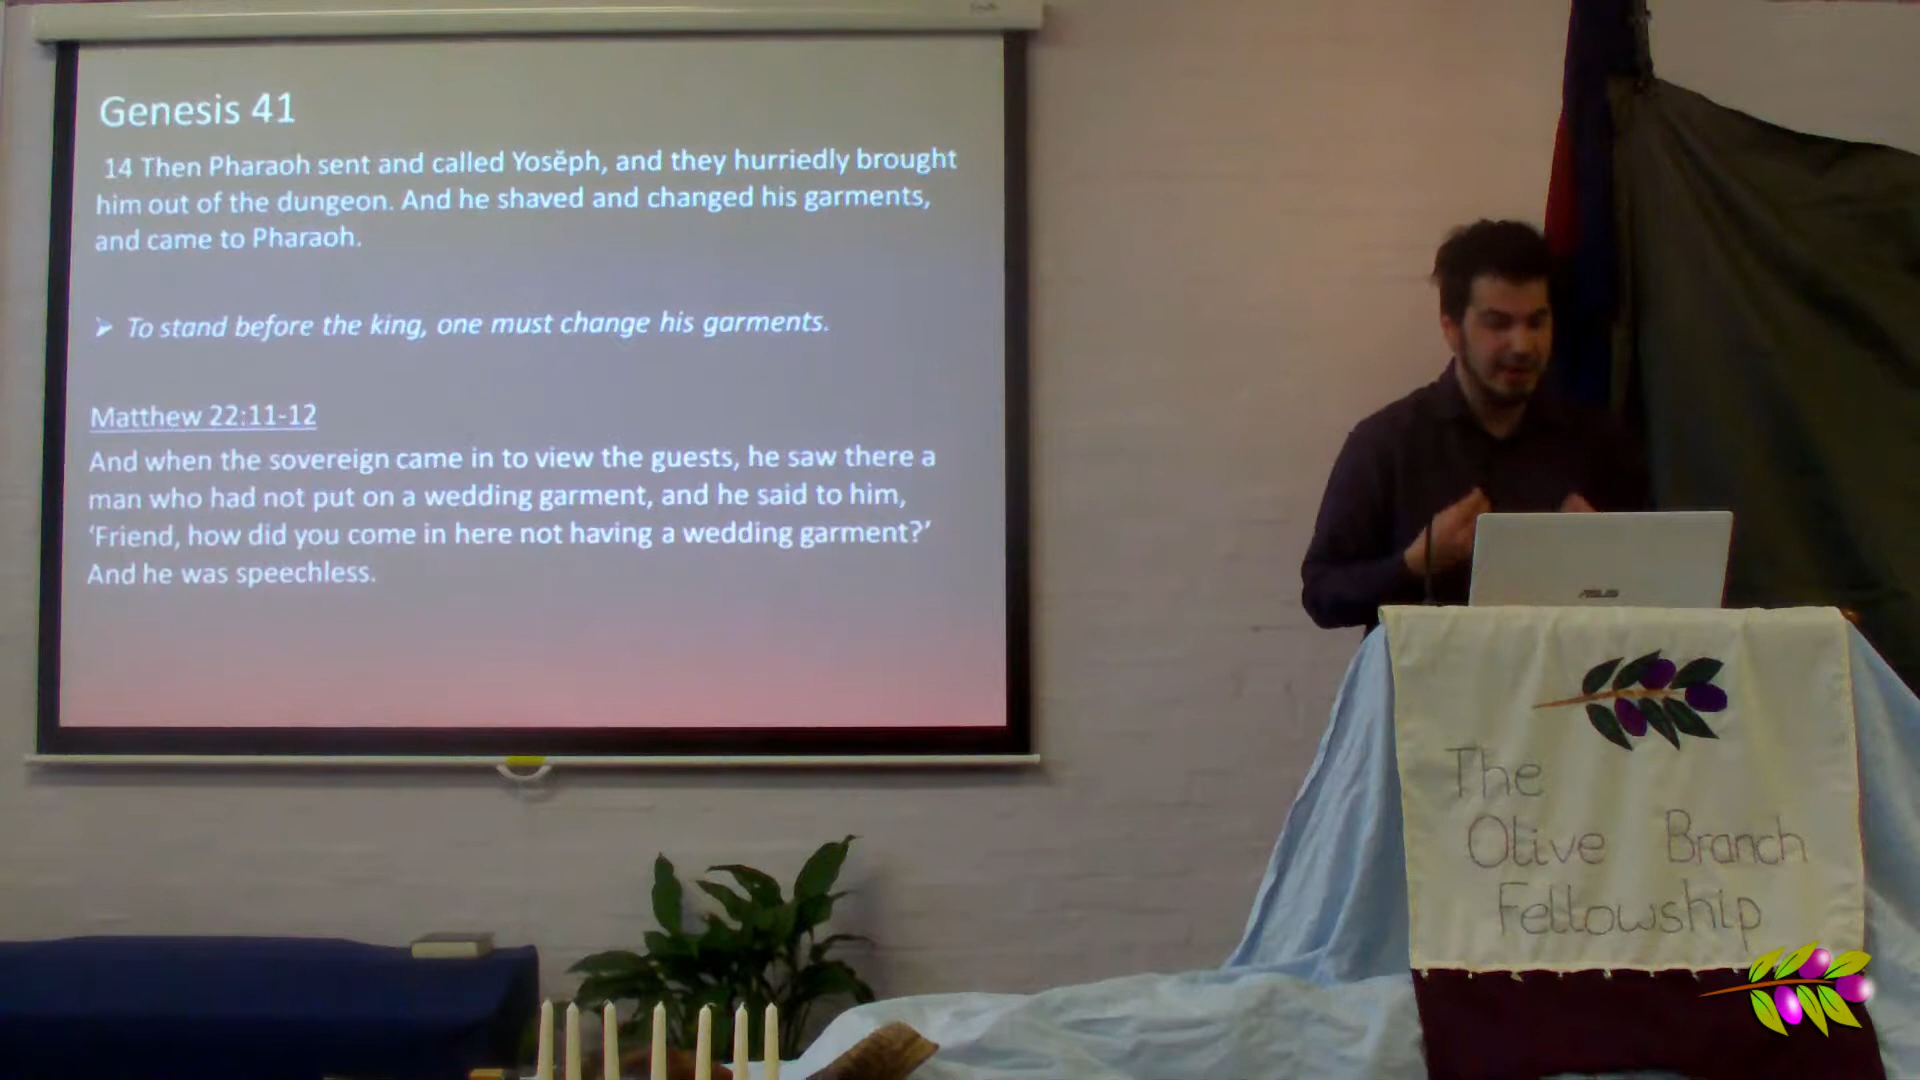 Genesis 41
14 Then Pharaoh sent and called Yosĕph, and they hurriedly brought
him out of the dungeon. And he shaved and changed his garments,
and came to Pharaoh.
➢ To stand before the king, one must change his garments.
Matthew 22:11-12
And when the sovereign came in to view the guests, he saw there a
man who had not put on a wedding garment, and he said to him,
‘Friend, how did you come in here not having a wedding garment?’
And he was speechless.
ASUS
The
Olive Branch
Fellowship